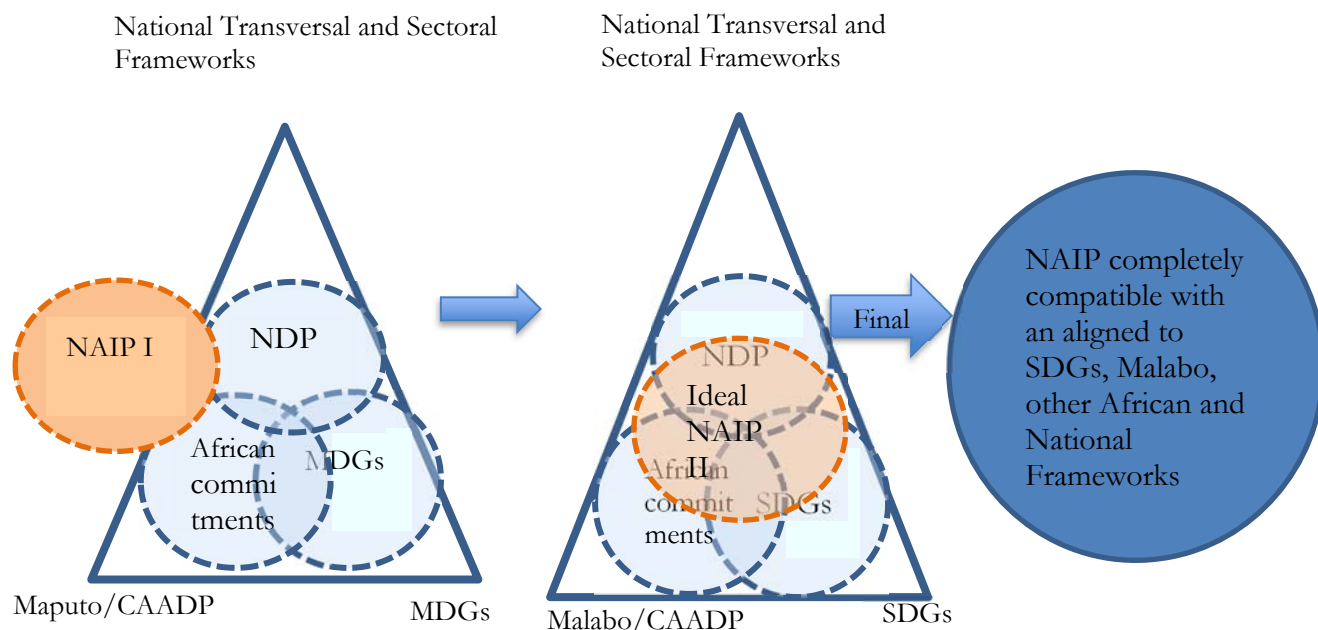 National Transversal and Sectoral
Frameworks
NAIP I
NDP
African
commi
tments
MDGs
Maputo/CAADP
MDGs
National Transversal and
Sectoral Frameworks
NDP
Ideal
NAIP
II
African
commit
ments
SDGs
Malabo/CAADP
SDGs
Final
NAIP completely
compatible with
an aligned to
SDGs, Malabo,
other African and
National
Frameworks